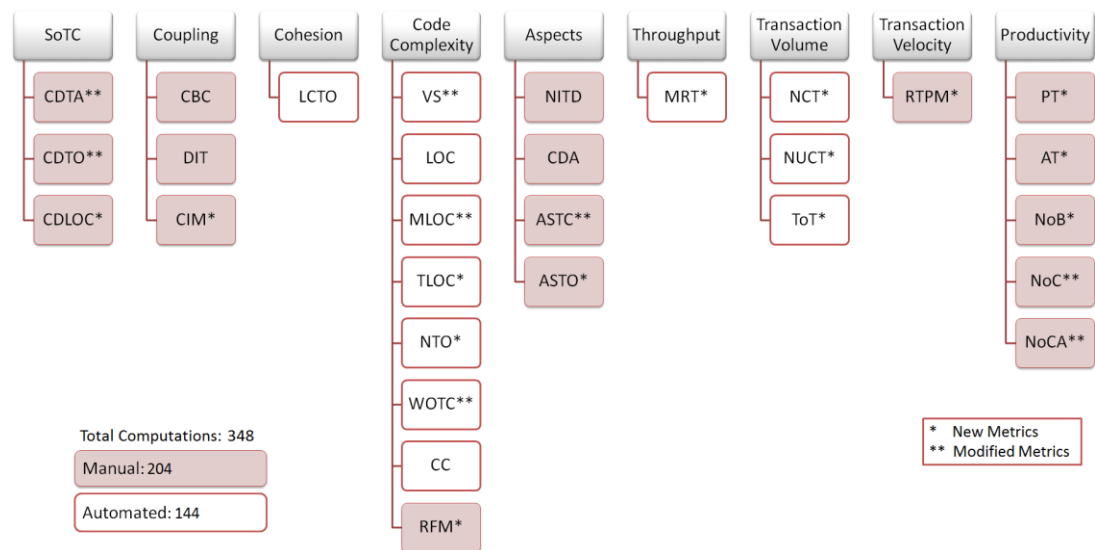 SoTC
CDTA**
CDTO**
CDLOC*
Coupling
CBC
DIT
CIM*
Cohesion
LCTO
Code
Complexity
VS**
LOC
MLOC**
TLOC*
NTO*
WOTC**
CC
RFM*
Aspects
NITD
CDA
ASTC**
ASTO*
Throughput
MRT*
Transaction
Volume
NCT*
NUCT*
ToT*
Transaction
Velocity
RTPM*
Productivity
PT*
AT*
NoB*
NoC**
NoCA**
Total Computations: 348
Manual: 204
Automated: 144
* New Metrics
** Modified Metrics